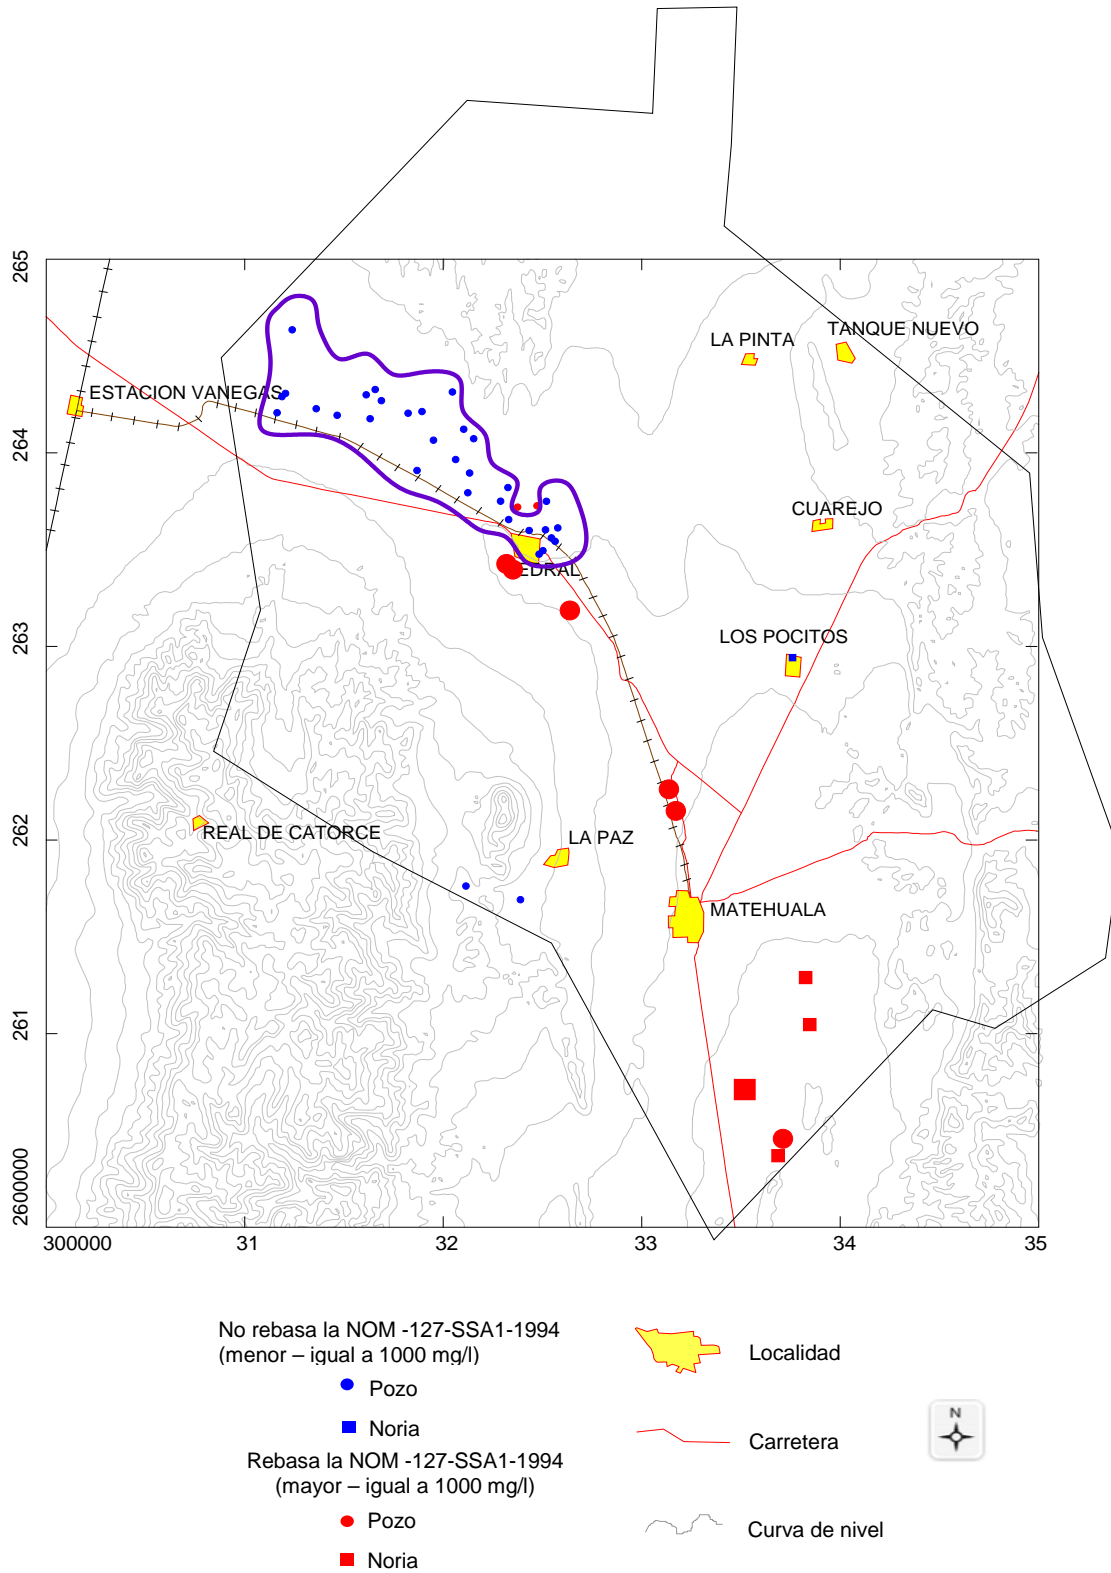 265
LA PINTA
TANQUE NUEVO
ESTACION VANEGAS
264
CUAREJO
EDRAL
263
LOS POCITOS
REAL DE CATORCE
262
LA PAZ
MATEHUALA
261
2600000
300000
31
32
33
34
35
No rebasa la NOM -127-SSA1-1994
(menor – igual a 1000 mg/l)
Pozo
Noria
Rebasa la NOM -127-SSA1-1994
(mayor – igual a 1000 mg/l)
Pozo
Noria
Localidad
Carretera
Curva de nivel
N